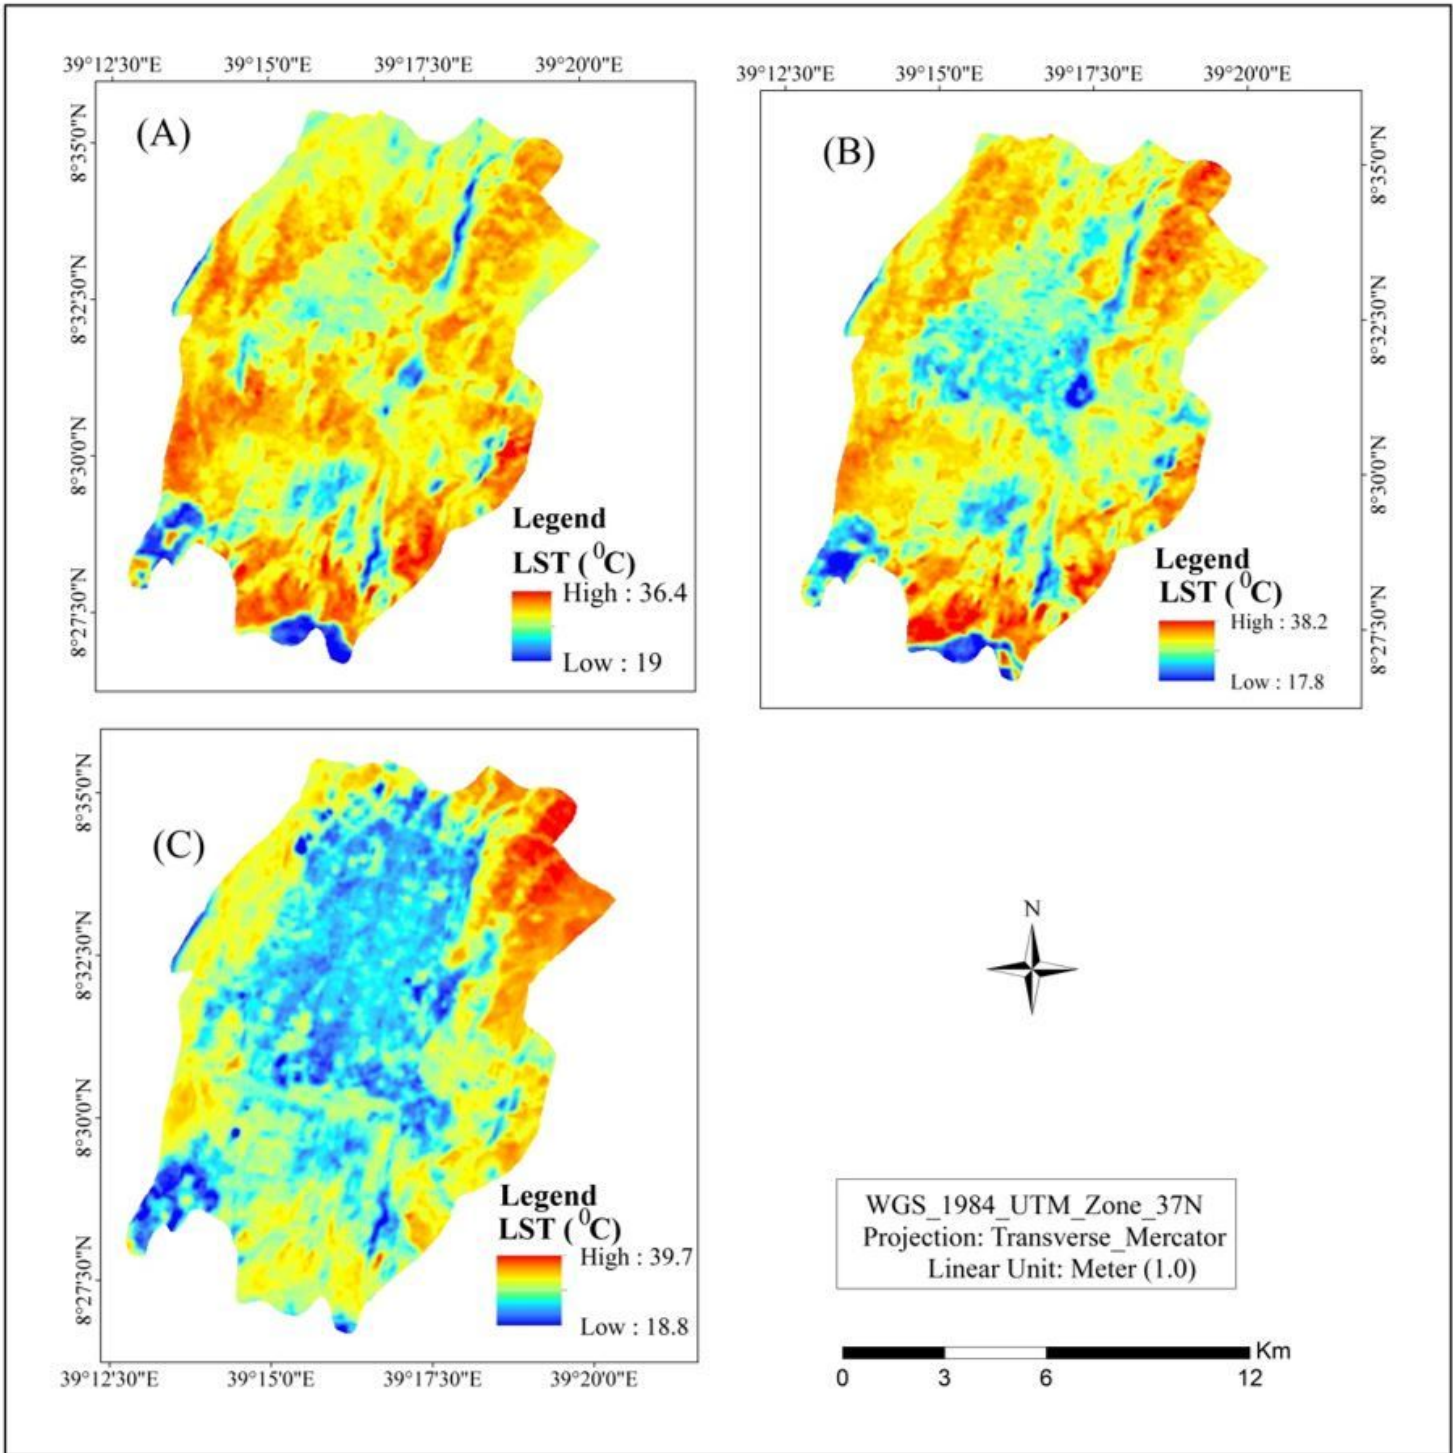 39°12'30"E 39°15'0"E 39°17'30"E 39°20'0"E
(A)
8°35'0"N
8°32'30"N
8°30'0"N
8°27'30"N
Legend
LST (⁰C)
High : 36.4
Low : 19
39°12'30"E 39°15'0"E 39°17'30"E 39°20'0"E
(B)
8°35'0"N
8°32'30"N
8°30'0"N
8°27'30"N
Legend
LST (⁰C)
High : 38.2
Low : 17.8
(C)
8°35'0"N
8°32'30"N
8°30'0"N
8°27'30"N
Legend
LST (⁰C)
High : 39.7
Low : 18.8
39°12'30"E 39°15'0"E 39°17'30"E 39°20'0"E
N
WGS_1984_UTM_Zone_37N
Projection: Transverse_Mercator
Linear Unit: Meter (1.0)
Km
0 3 6 12